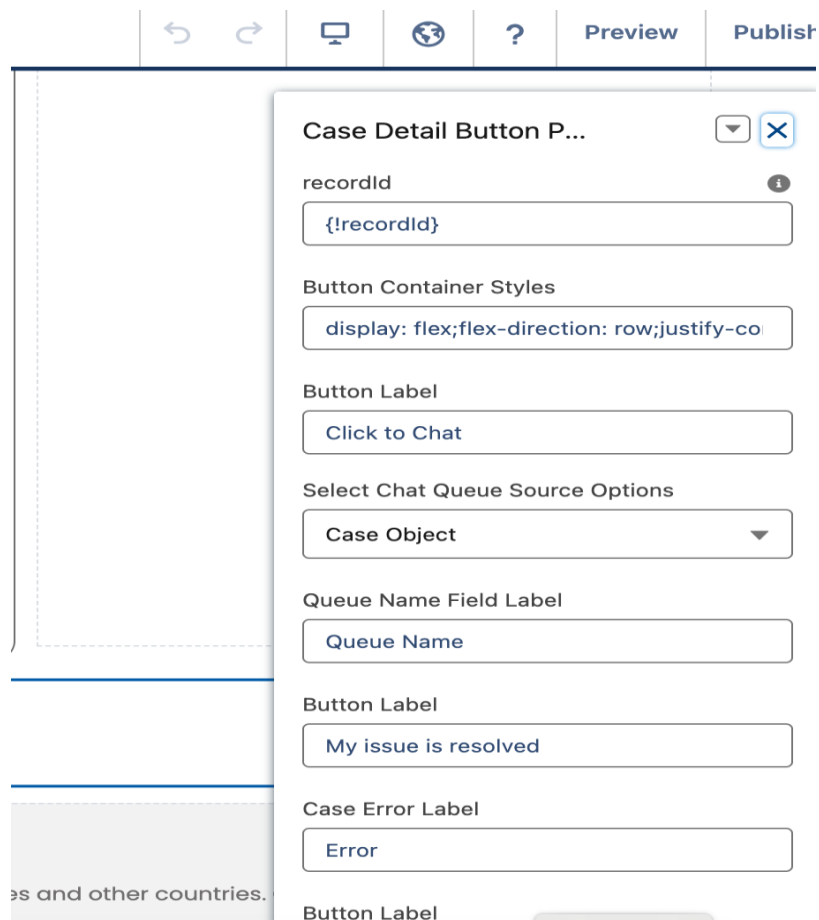 ? Preview Publish
Case Detail Button P...
recordId
{!recordId}
Button Container Styles
display: flex;flex-direction: row;justify-co
Button Label
Click to Chat
Select Chat Queue Source Options
Case Object
Queue Name Field Label
Queue Name
Button Label
My issue is resolved
Case Error Label
Error
es and other countries.
Button Label